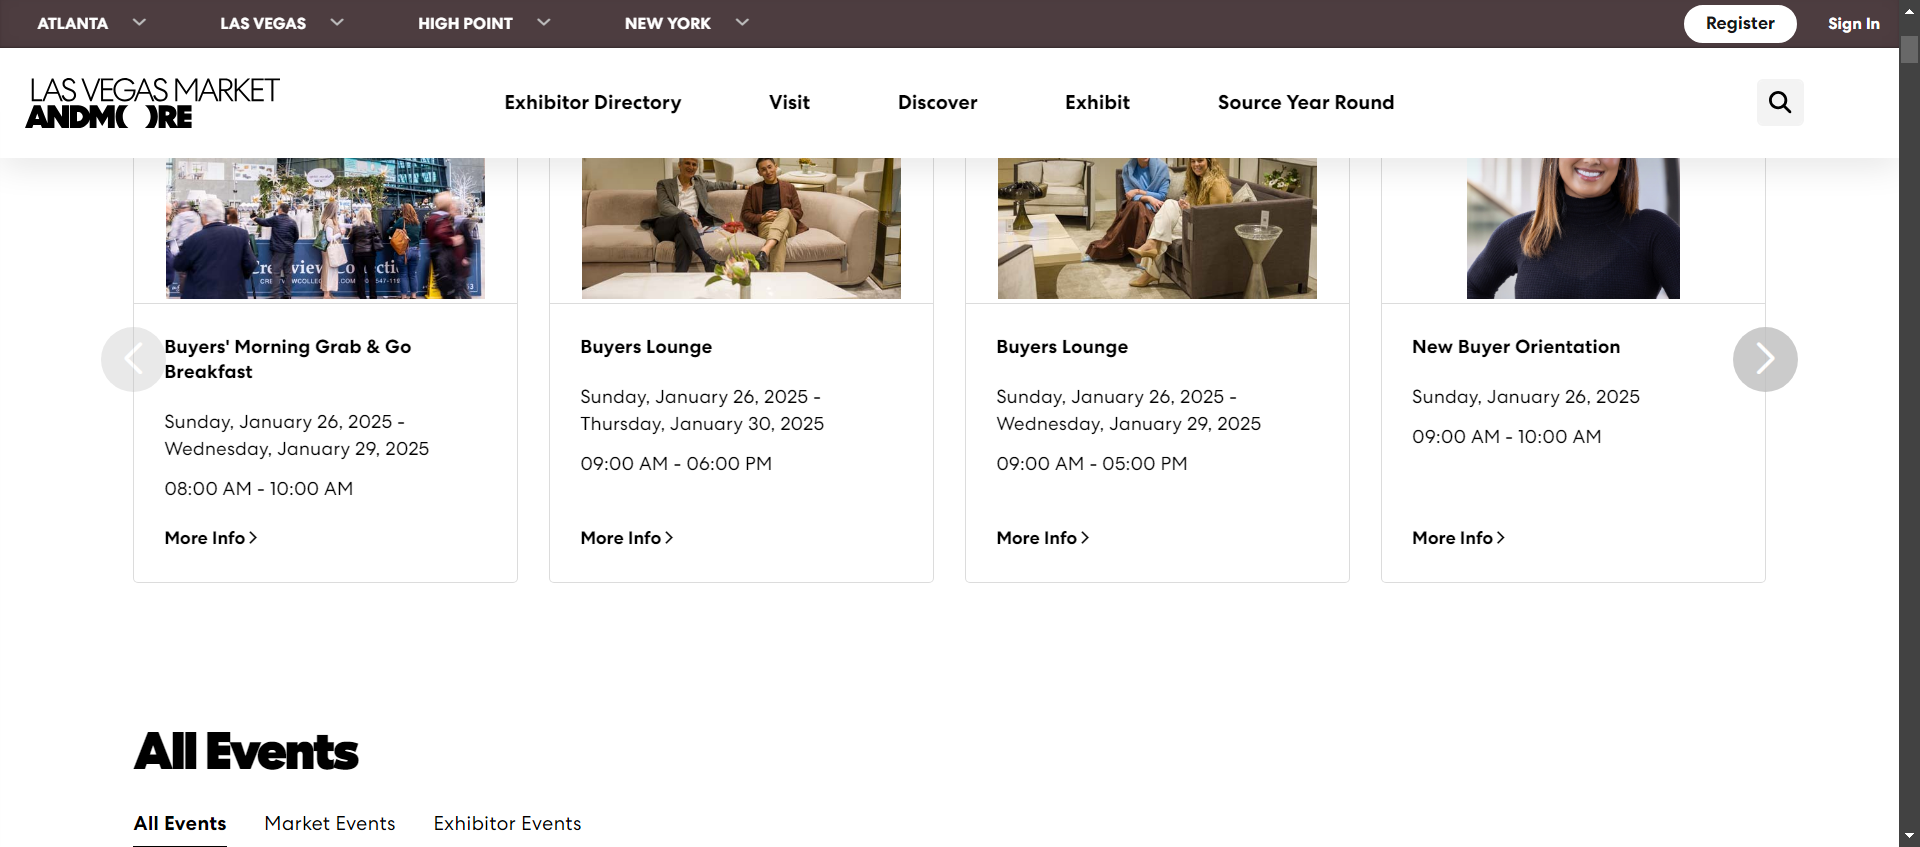 ATLANTA
LAS VEGAS
HIGH POINT
NEW YORK
Register
Sign In
LAS VEGAS MARKET
ANDM( )RE
Exhibitor Directory
Visit
Discover
Exhibit
Source Year Round
Buyers' Morning Grab & Go
Breakfast
Sunday, January 26, 2025 -
Wednesday, January 29, 2025
08:00 AM - 10:00 AM
More Info
Buyers Lounge
Sunday, January 26, 2025 -
Thursday, January 30, 2025
09:00 AM - 06:00 PM
More Info
Buyers Lounge
Sunday, January 26, 2025 -
Wednesday, January 29, 2025
09:00 AM - 05:00 PM
More Info
New Buyer Orientation
Sunday, January 26, 2025
09:00 AM - 10:00 AM
More Info
All Events
All Events
Market Events
Exhibitor Events